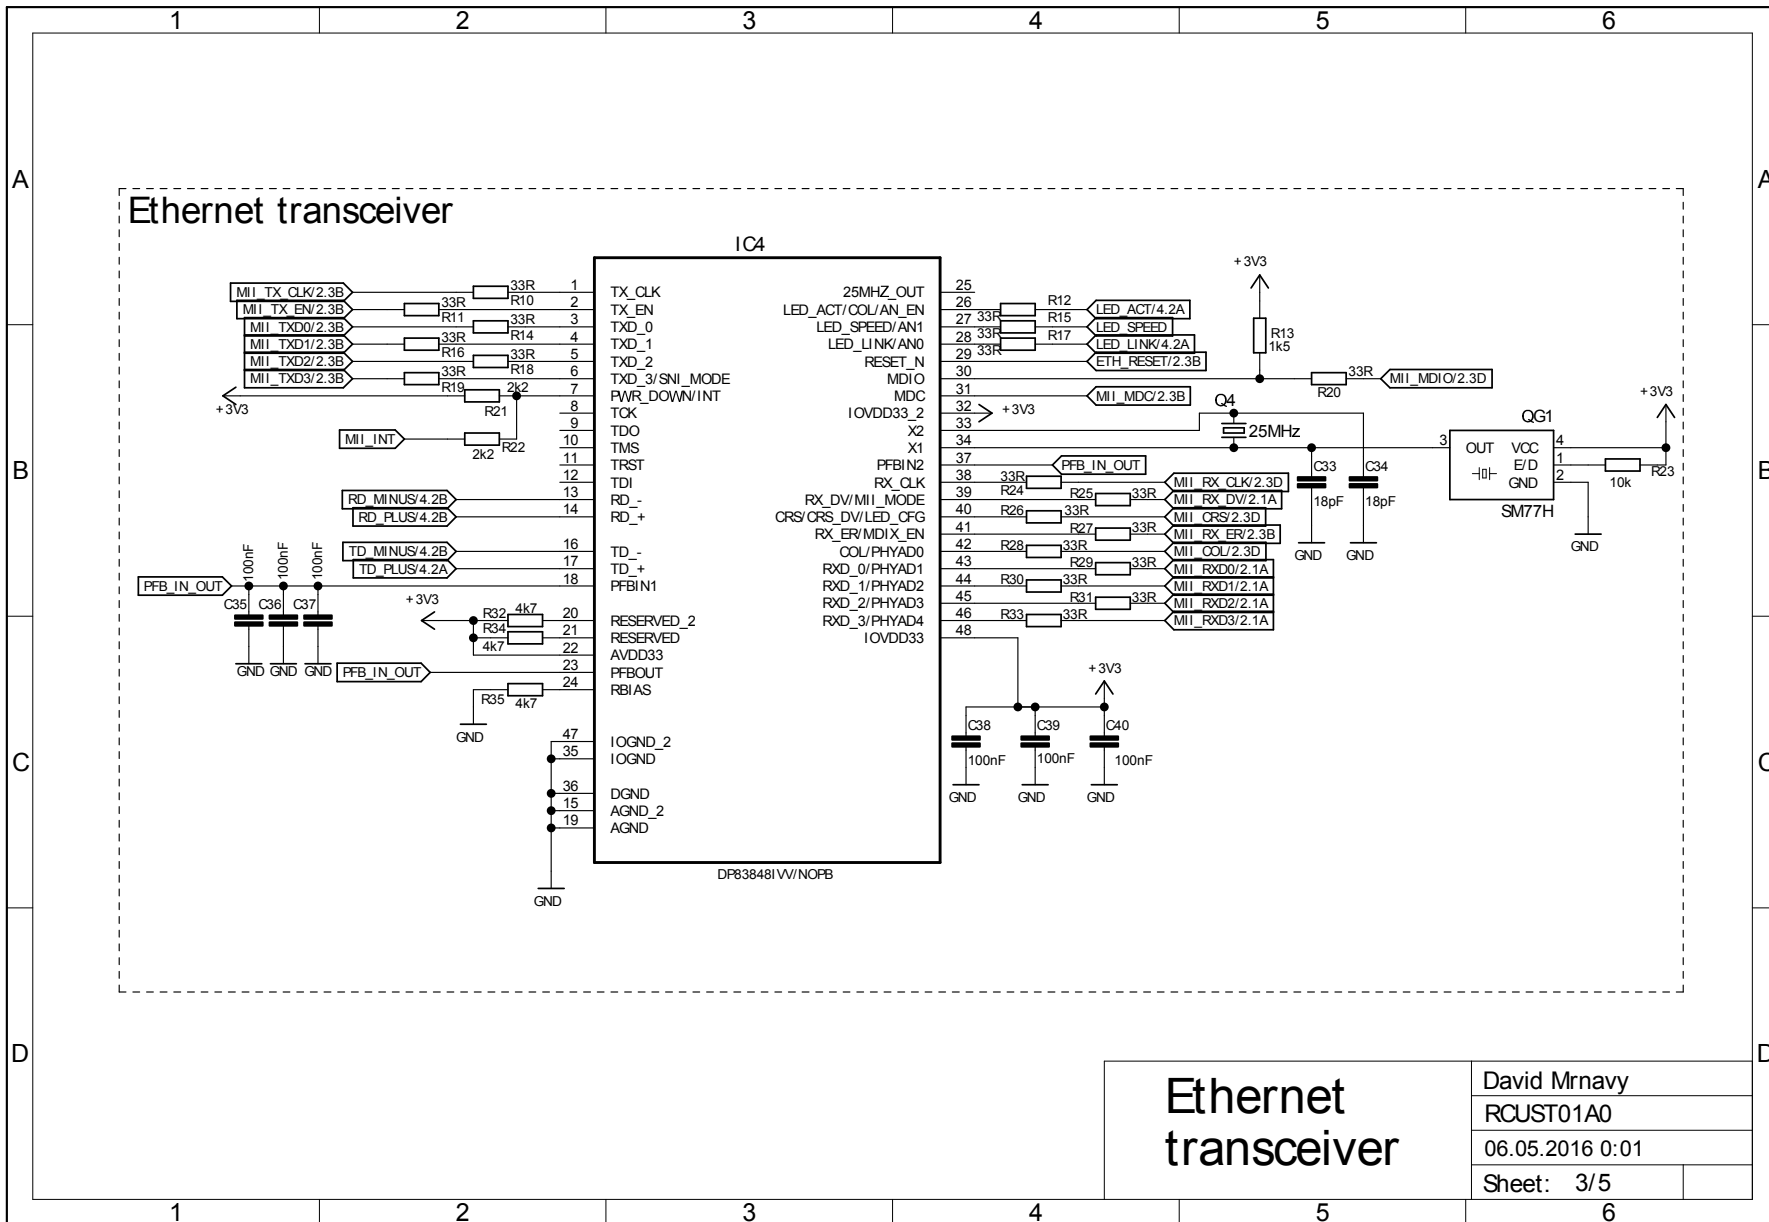 1 2 3 4 5 6
A A
Ethernet transceiver
IC4
MII_TX_CLK/2.3B 33R R10 1 TX_CLK
MII_TX_EN/2.3B 33R R11 2 TX_EN
MII_TXD0/2.3B 33R R14 3 TXD_0
MII_TXD1/2.3B 33R R16 4 TXD_1
MII_TXD2/2.3B 33R R18 5 TXD_2
MII_TXD3/2.3B 33R R19 6 TXD_3/SNI_MODE
+3V3 R21 2k2 7 PWR_DOWN/INT
8 TCK
9 TDO
MII_INT 2k2 R22 10 TMS
11 TRST
12 TDI
RD_MINUS/4.2B 13 RD_-
RD_PLUS/4.2B 14 RD_+
TD_MINUS/4.2B 16 TD_-
TD_PLUS/4.2A 17 TD_+
PFB_IN_OUT 18 PFBIN1
100nF 100nF 100nF
C35 C36 C37
GND GND GND
+3V3 R32 4k7 20 RESERVED_2
R34 4k7 21 RESERVED
22 AVDD33
PFB_IN_OUT 23 PFBOUT
R35 4k7 24 RBIAS
GND
47 IOGND_2
35 IOGND
36 DGND
15 AGND_2
19 AGND
GND
DP83848IVV/NOPB
25MHZ_OUT 25
LED_ACT/COL/AN_EN 26 33R R12 LED_ACT/4.2A
LED_SPEED/AN1 27 33R R15 LED_SPEED
LED_LINK/AN0 28 33R R17 LED_LINK/4.2A
RESET_N 29 ETH_RESET/2.3B
MDIO 30 R20 33R MII_MDIO/2.3D
+3V3 R13 1k5
MDC 31 MII_MDC/2.3B
IOVDD33_2 32 +3V3
X2 33
X1 34
Q4 25MHz
C33 18pF GND
C34 18pF GND
QG1
3 OUT VCC 4
E/D 1
GND 2
SM77H
+3V3
R23 10k
GND
PFBIN2 37 PFB_IN_OUT
RX_CLK 38 33R R24 MII_RX_CLK/2.3D
RX_DV/MII_MODE 39 R25 33R MII_RX_DV/2.1A
CRS/CRS_DV/LED_CFG 40 R26 33R MII_CRS/2.3D
RX_ER/MDIX_EN 41 R27 33R MII_RX_ER/2.3B
COL/PHYAD0 42 R28 33R MII_COL/2.3D
RXD_0/PHYAD1 43 R29 33R MII_RXD0/2.1A
RXD_1/PHYAD2 44 R30 33R MII_RXD1/2.1A
RXD_2/PHYAD3 45 R31 33R MII_RXD2/2.1A
RXD_3/PHYAD4 46 R33 33R MII_RXD3/2.1A
IOVDD33 48
+3V3
C38 C39 C40
100nF 100nF 100nF
GND GND GND
B B
C C
D D
Ethernet
transceiver
David Mrnavy
RCUST01A0
06.05.2016 0:01
Sheet: 3/5
1 2 3 4 5 6